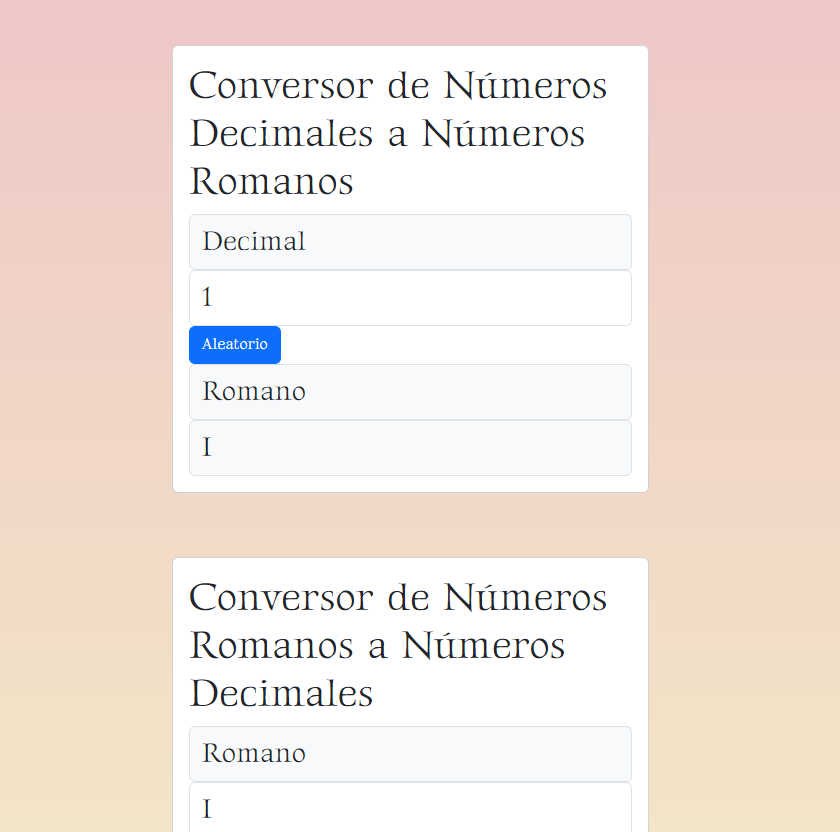 Conversor de Números
Decimales a Números
Romanos
Decimal
1
Aleatorio
Romano
I
Conversor de Números
Romanos a Números
Decimales
Romano
I